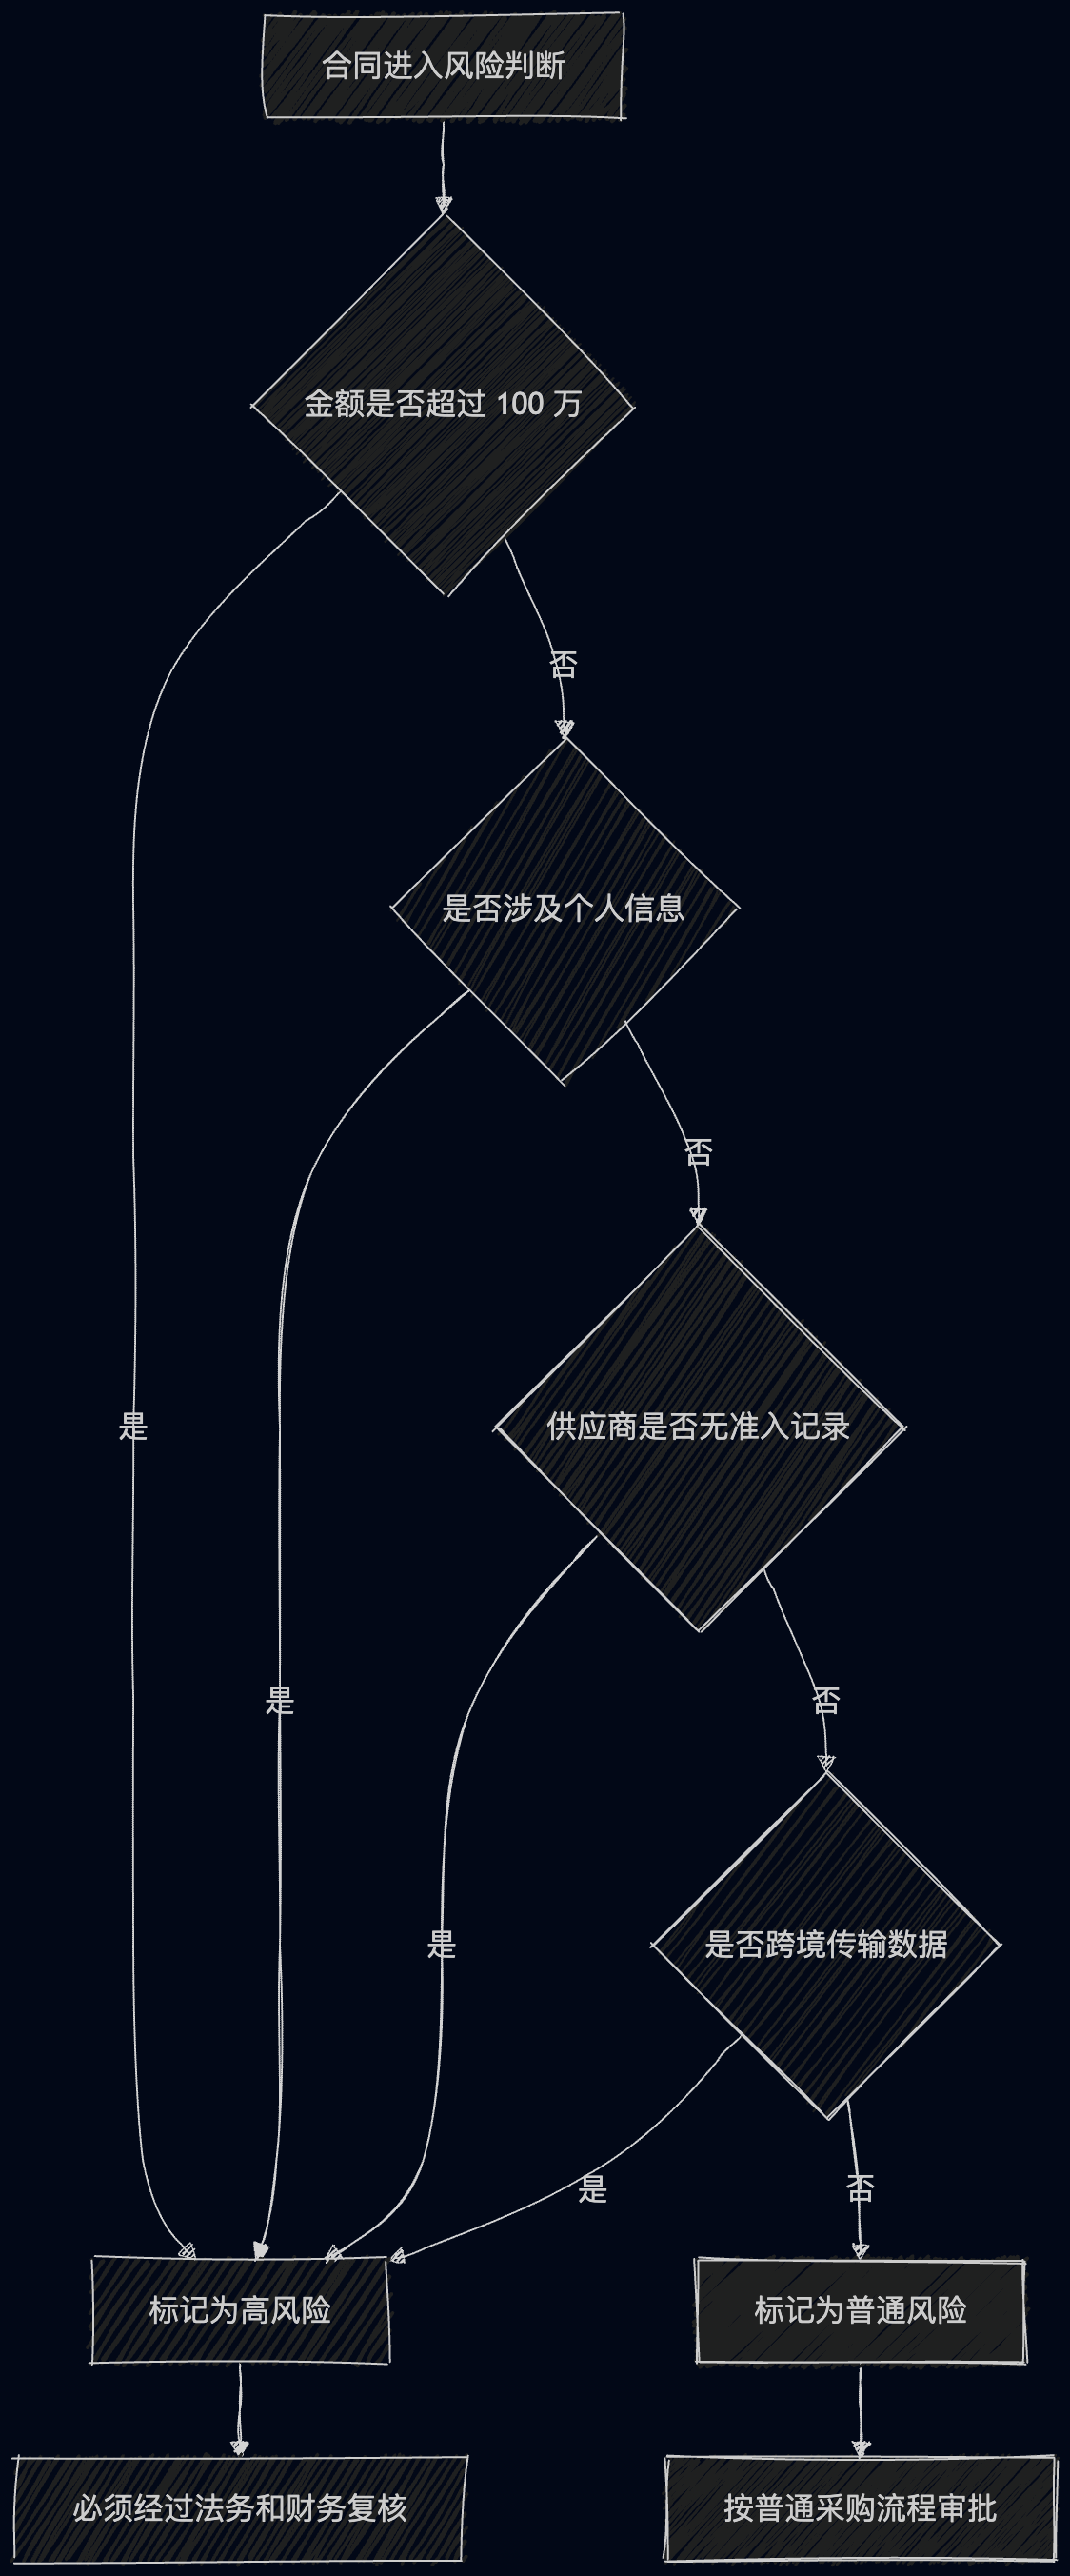 合同进入风险判断
金额是否超过 100 万
否
是否涉及个人信息
否
供应商是否无准入记录
是
是
否
是
是否跨境传输数据
是
否
标记为高风险
标记为普通风险
必须经过法务和财务复核
按普通采购流程审批